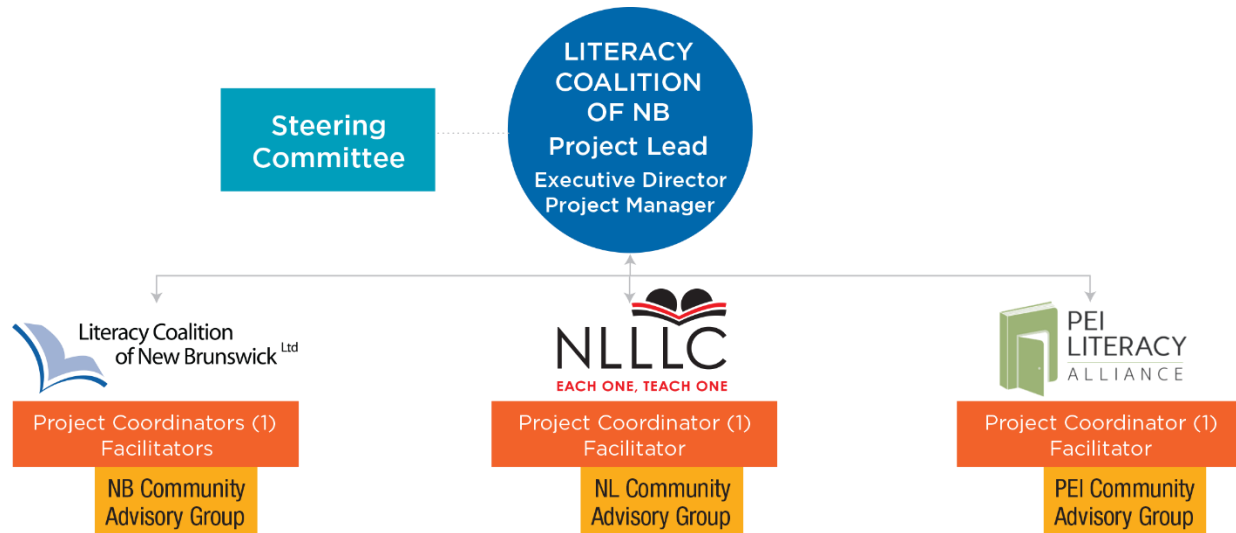 LITERACY
COALITION
OF NB
Project Lead
Executive Director
Project Manager
Steering
Committee
Literacy Coalition
of New Brunswick Ltd
NLLLC
EACH ONE, TEACH ONE
PEI
LITERACY
ALLIANCE
Project Coordinators (1)
Facilitators
Project Coordinator (1)
Facilitator
Project Coordinator (1)
Facilitator
NB Community
Advisory Group
NL Community
Advisory Group
PEI Community
Advisory Group